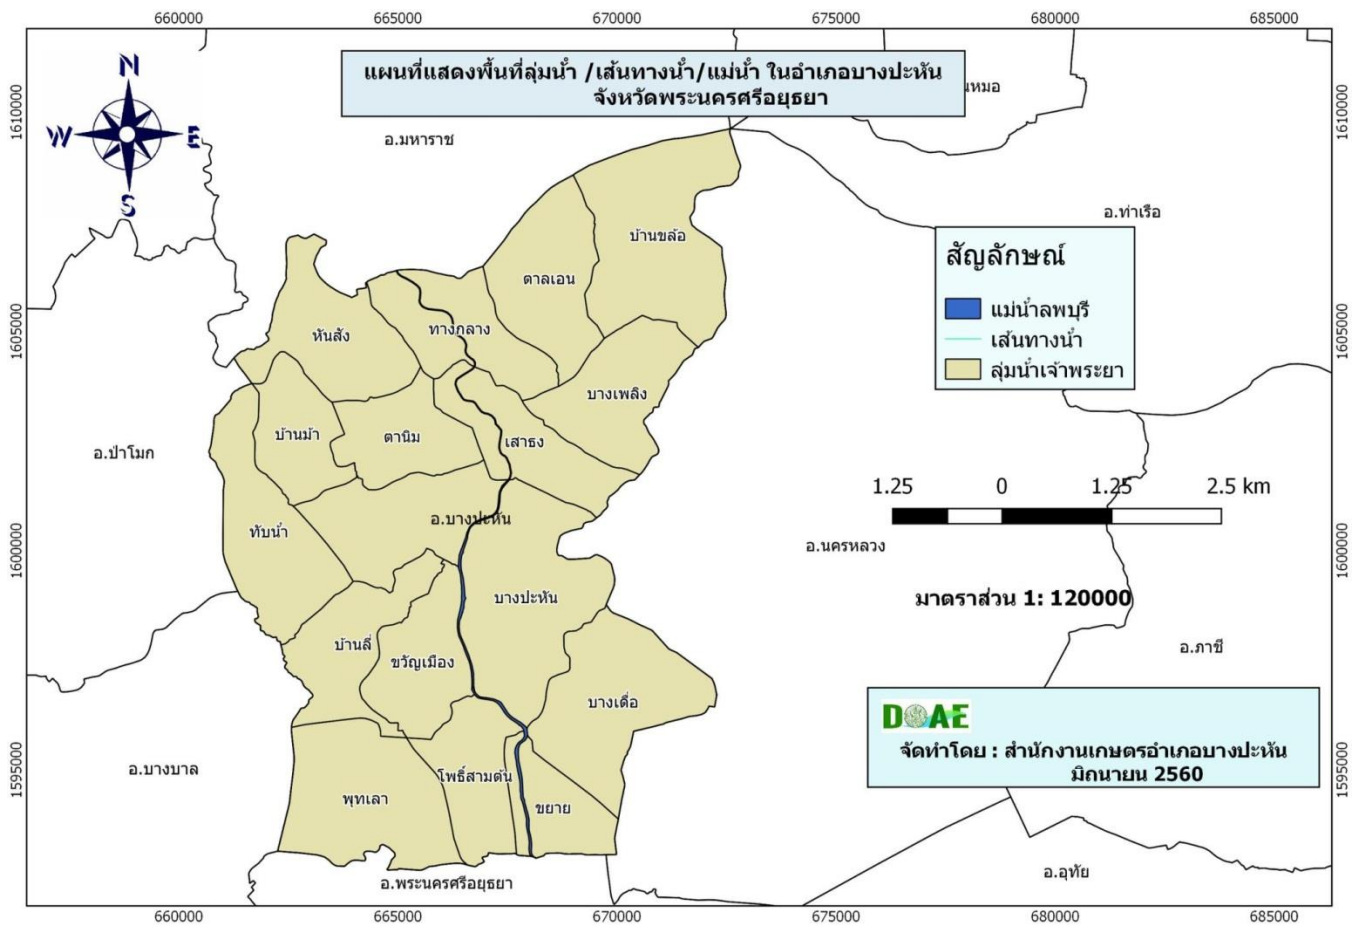 660000 665000 670000 675000 680000 685000
N
แผนที่แสดงพื้นที่ลุ่มน้ำ /เส้นทางน้ำ/แม่น้ำ ในอำเภอบางปะหัน
จังหวัดพระนครศรีอยุธยา
1610000
1610000
W
E
อ.มหาราช
S
อ.ท่าเรือ
บ้านขล้อ
สัญลักษณ์
ตาลเอน
แม่น้ำลพบุรี
1605000
หันสัง
ทางกลาง
เส้นทางน้ำ
1605000
ลุ่มน้ำเจ้าพระยา
บางเพลิง
บ้านม้า
ตานิม
เสาธง
อ.ป่าโมก
1.25 0 1.25 2.5 km
อ.บางปะหัน
ทับน้ำ
1600000
อ.นครหลวง
1600000
บางปะหัน
มาตราส่วน 1: 120000
บ้านลี่
ขวัญเมือง
อ.ภาชี
บางเดื่อ
DOAE
จัดทำโดย : สำนักงานเกษตรอำเภอบางปะหัน
มิถนายน 2560
1595000
อ.บางบาล
โพธิ์สามต้น
1595000
พุทเลา
ขยาย
อ.พระนครศรีอยุธยา
อ.อุทัย
660000 665000 670000 675000 680000 685000